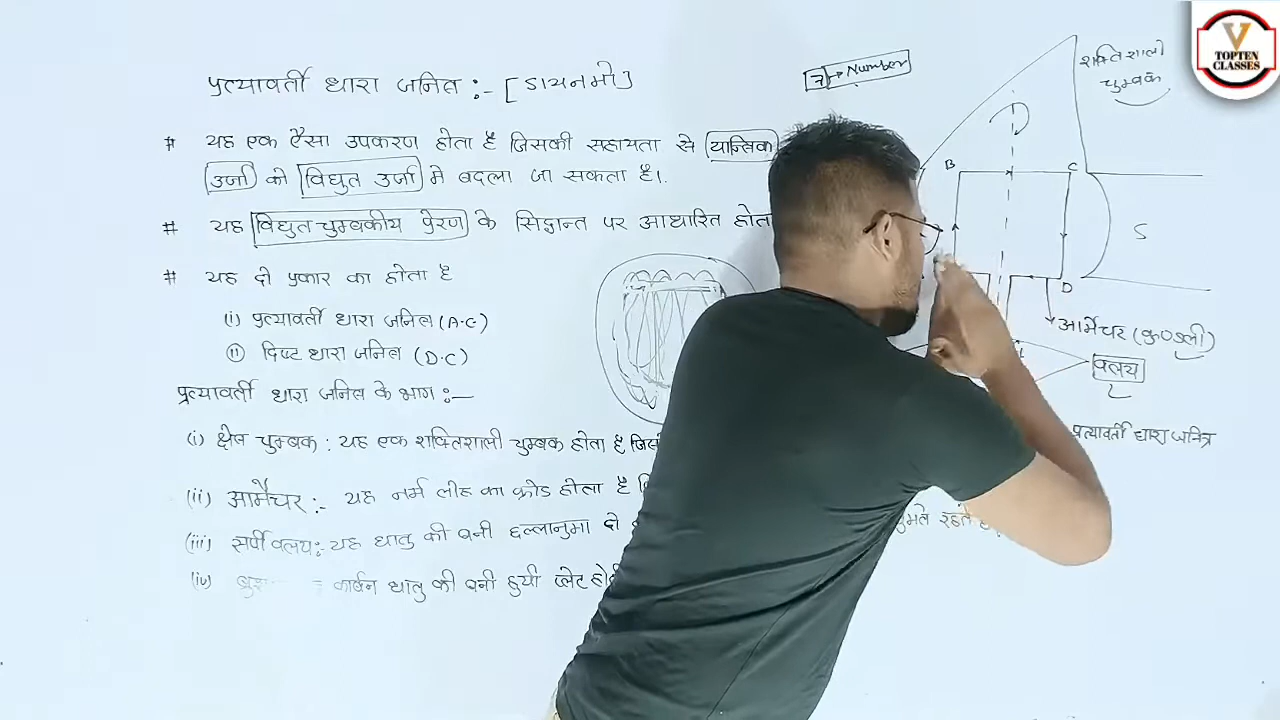 प्रत्यावर्ती धारा जनित :- [डायनमो]
# यह एक ऐसा उपकरण होता है जिसकी सहायता से यान्त्रिक
उर्जा को विद्युत उर्जा में बदला जा सकता है।
# यह विद्युत चुम्बकीय प्रेरण के सिद्धान्त पर आधारित होता
# यह दो प्रकार का होता है
(i) प्रत्यावर्ती धारा जनित्र (A.C)
(ii) दिष्ट धारा जनित्र (D.C)
प्रत्यावर्ती धारा जनित्र के भाग :-
(i) क्षेत्र चुम्बक : यह एक शक्तिशाली चुम्बक होता है
(ii) आर्मेचर :- यह नर्म लौह का क्रोड होता है
(iii) सर्पी वलय : यह धातु की बनी छल्लानुमा दो
(iv) कार्बन धातु की बनी हुयी प्लेट
7 → Number
शक्तिशाली
चुम्बक
B
C
S
D
आर्मेचर (कुण्डली)
वलय
प्रत्यावर्ती धारा जनित्र
V
TOPTEN
CLASSES